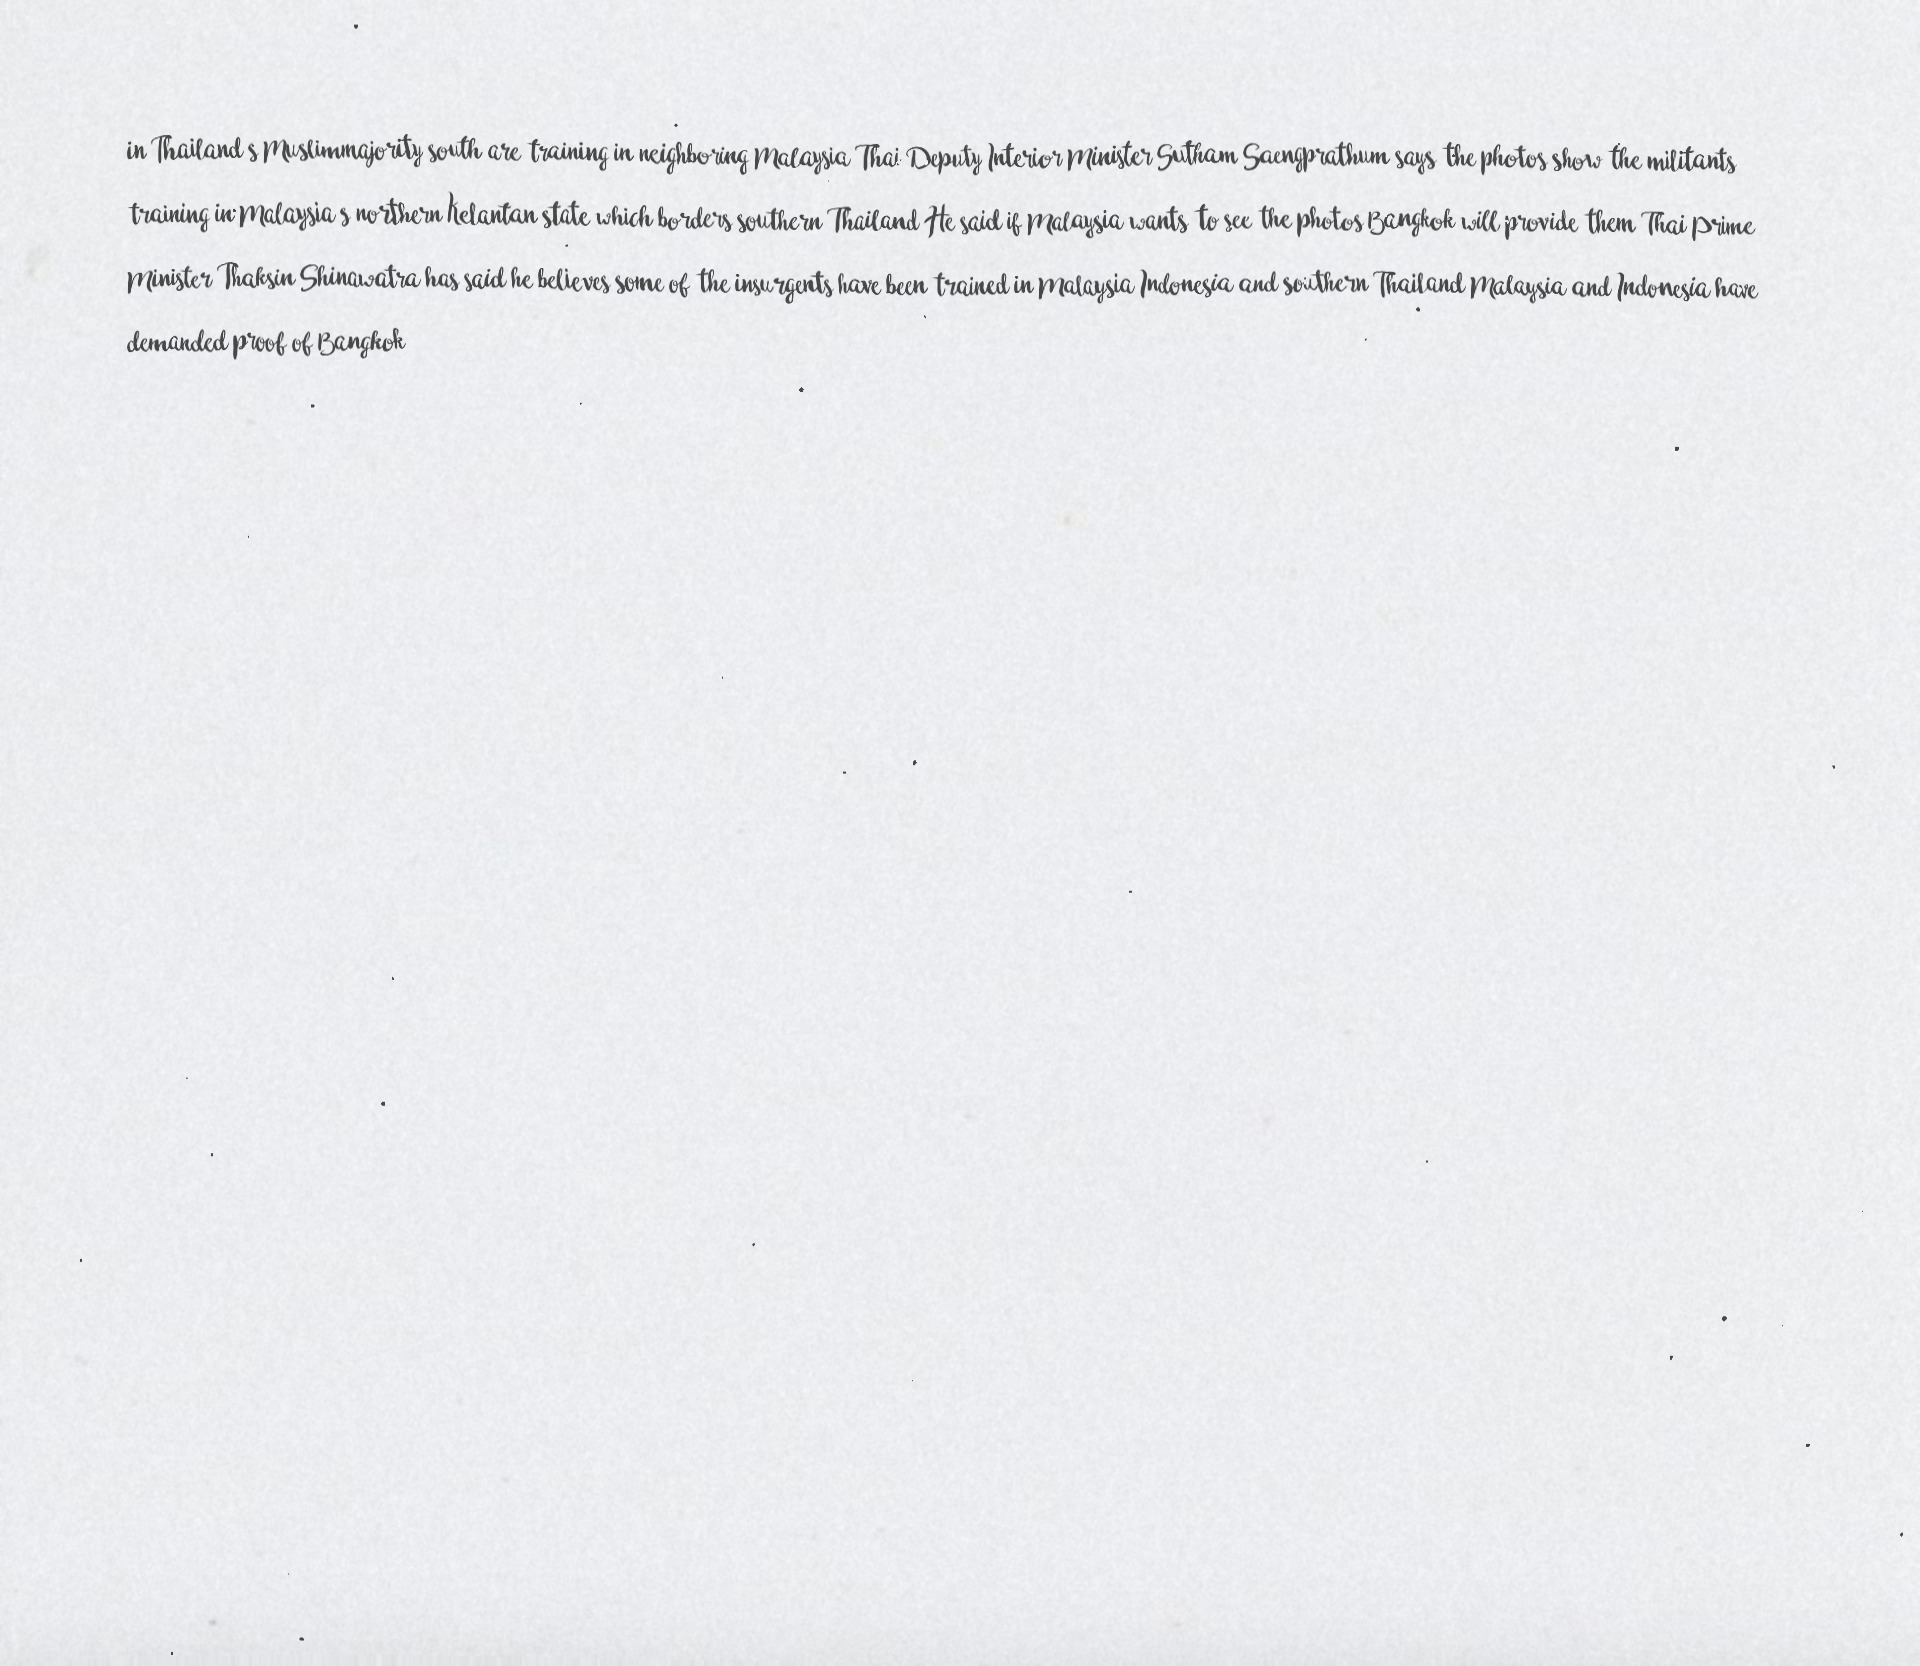 in Thailand s Muslimmajority south are training in neighboring Malaysia Thai Deputy Interior Minister Sutham Saengprathum says the photos show the militants
training in Malaysia s northern Kelantan state which borders southern Thailand He said if Malaysia wants to see the photos Bangkok will provide them Thai Prime
Minister Thaksin Shinawatra has said he believes some of the insurgents have been trained in Malaysia Indonesia and southern Thailand Malaysia and Indonesia have
demanded proof of Bangkok